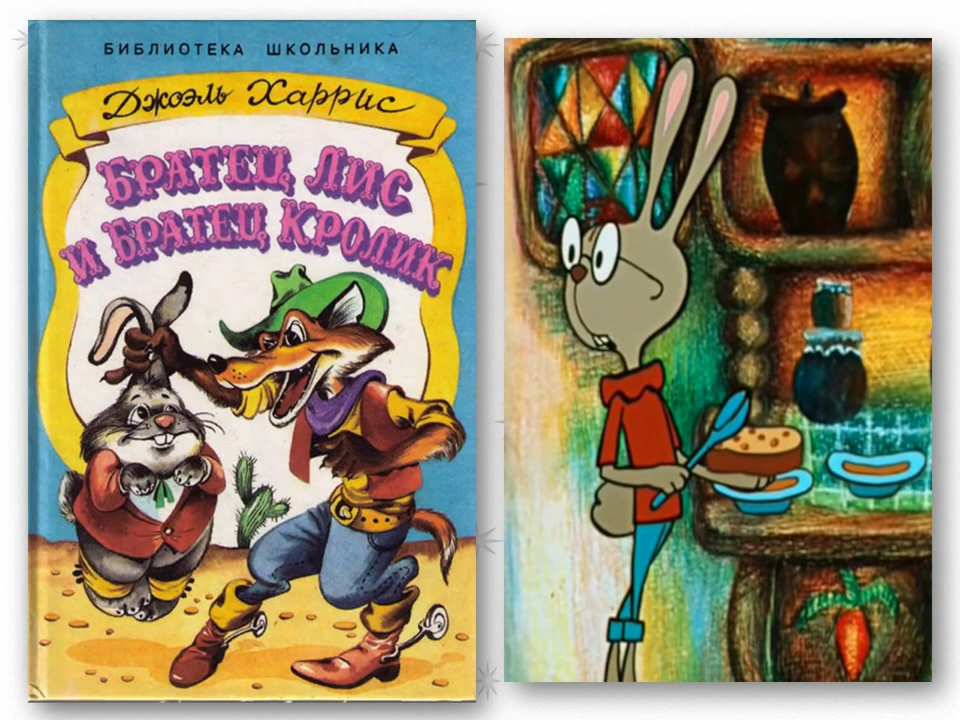 БИБЛИОТЕКА ШКОЛЬНИКА
Джоэль Харрис
БРАТЕЦ ЛИС
И БРАТЕЦ КРОЛИК